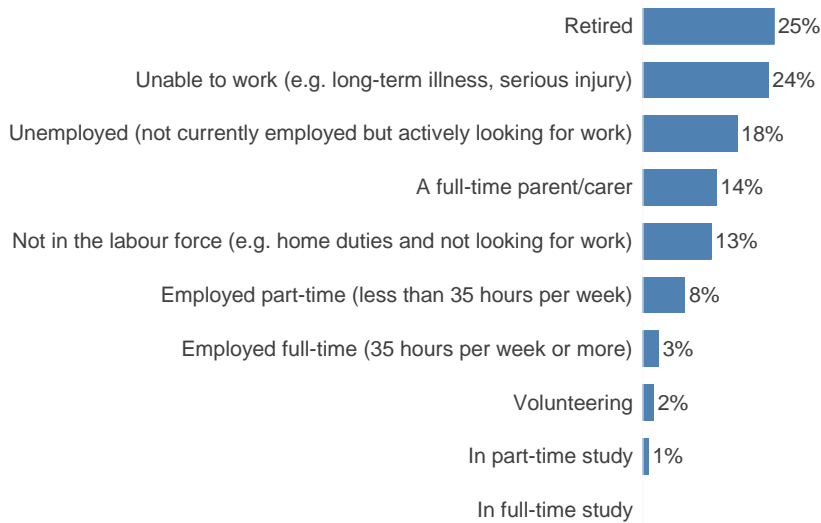 Retired 25%
Unable to work (e.g. long-term illness, serious injury) 24%
Unemployed (not currently employed but actively looking for work) 18%
A full-time parent/carer 14%
Not in the labour force (e.g. home duties and not looking for work) 13%
Employed part-time (less than 35 hours per week) 8%
Employed full-time (35 hours per week or more) 3%
Volunteering 2%
In part-time study 1%
In full-time study